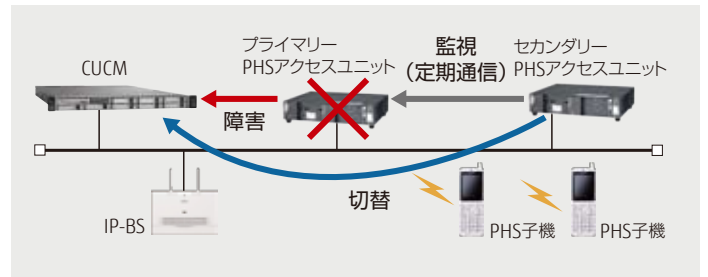 CUCM
プライマリー
PHSアクセスユニット
監視
（定期通信）
セカンダリー
PHSアクセスユニット
障害
切替
IP-BS
PHS子機
PHS子機